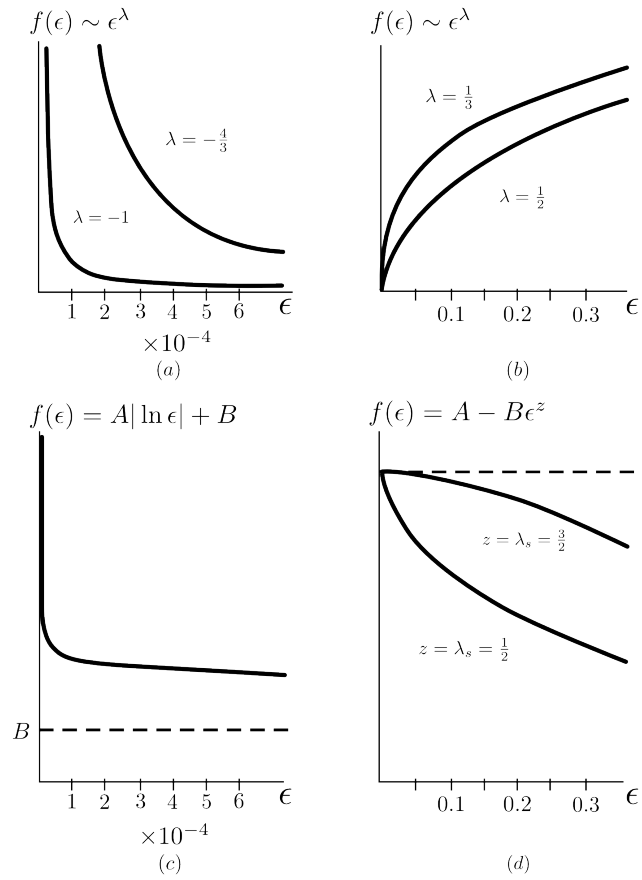 f(ϵ) ∼ ϵ^λ
λ = −4/3
λ = −1
1 2 3 4 5 6 ϵ
×10⁻⁴
(a)
f(ϵ) ∼ ϵ^λ
λ = 1/3
λ = 1/2
0.1 0.2 0.3 ϵ
(b)
f(ϵ) = A| ln ϵ| + B
B
1 2 3 4 5 6 ϵ
×10⁻⁴
(c)
f(ϵ) = A − Bϵ^z
z = λ_s = 3/2
z = λ_s = 1/2
0.1 0.2 0.3 ϵ
(d)